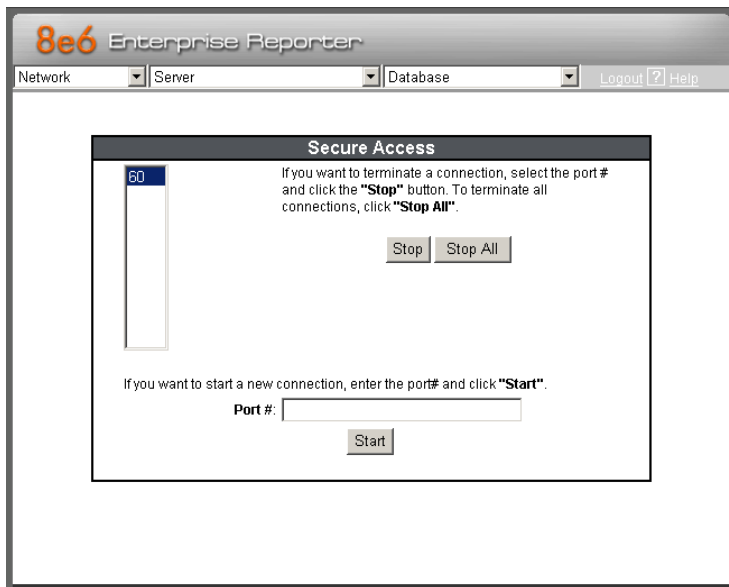 8e6 Enterprise Reporter
Network Server Database Logout ? Help
Secure Access
60
If you want to terminate a connection, select the port #
and click the "Stop" button. To terminate all
connections, click "Stop All".
Stop Stop All
If you want to start a new connection, enter the port# and click "Start".
Port #:
Start